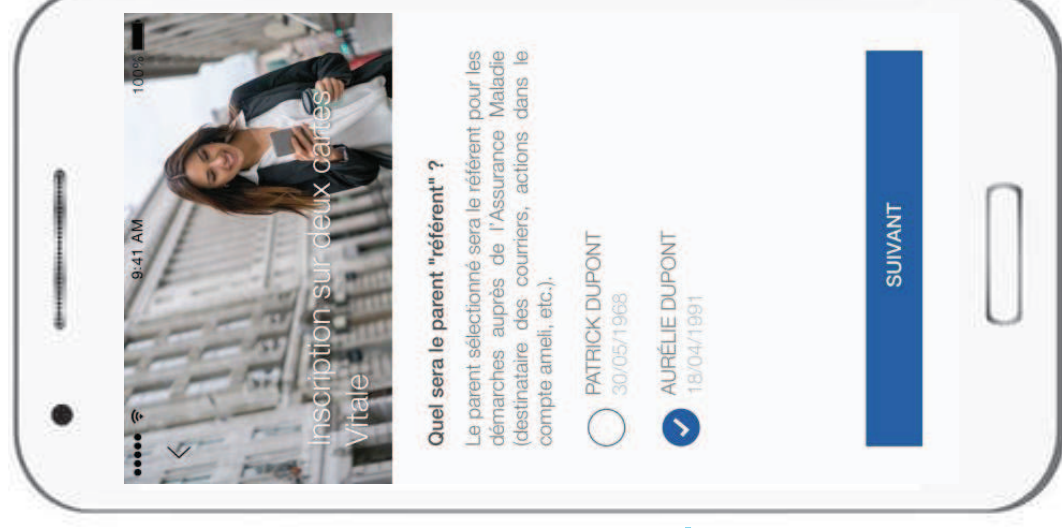 9:41 AM 100%
Inscription sur deux cartes
Vitale
Quel sera le parent "référent" ?
Le parent sélectionné sera le référent pour les
démarches auprès de l'Assurance Maladie
(destinataire des courriers, actions dans le
compte ameli, etc.).
PATRICK DUPONT
30/05/1968
AURÉLIE DUPONT
18/04/1991
SUIVANT